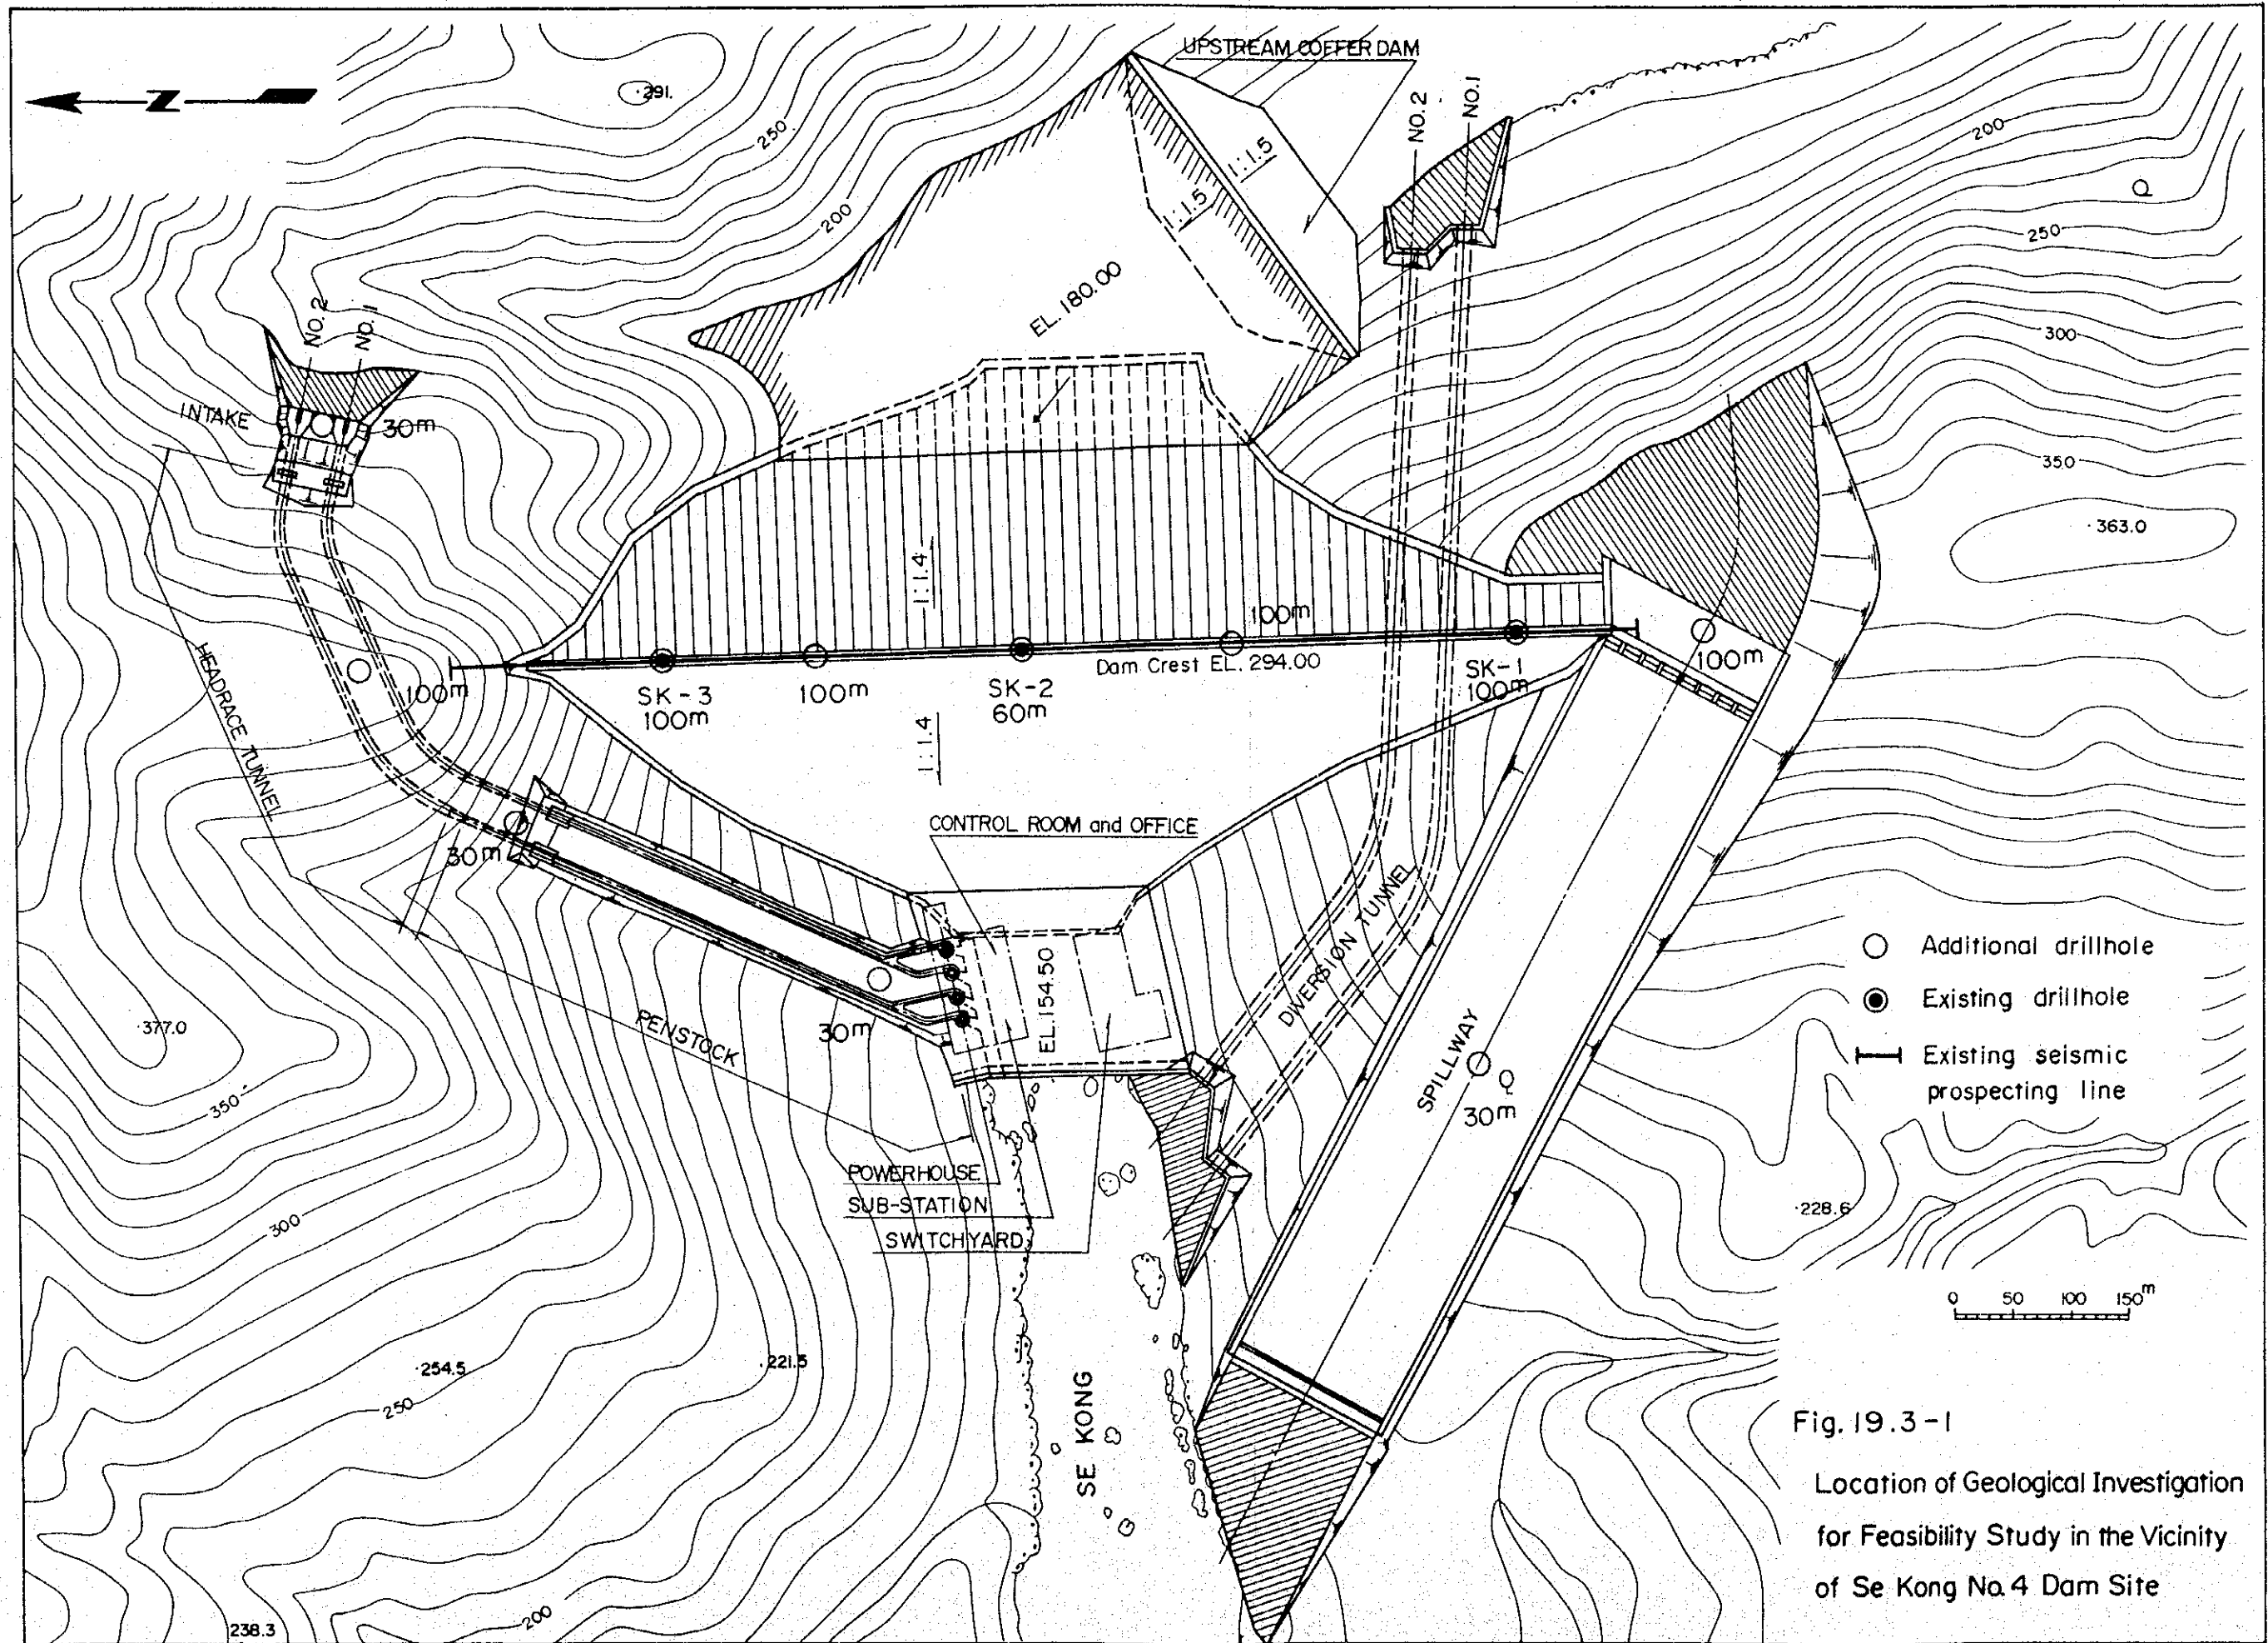 UPSTREAM COFFER DAM
N
291.
250
200
NO.2
NO.1
1:1.5
1:1.5
200
250
300
350
363.0
EL. 180.00
NO.2
NO.1
INTAKE
30m
HEADRACE TUNNEL
100m
SK-3
100m
100m
SK-2
60m
1:1.4
1:1.4
100m
Dam Crest EL. 294.00
SK-1
100m
100m
CONTROL ROOM and OFFICE
30m
PENSTOCK
30m
EL.154.50
DIVERSION TUNNEL
SPILLWAY
30m
POWERHOUSE
SUB-STATION
SWITCHYARD
SE KONG
377.0
350
300
254.5
250
221.5
238.3
200
228.6
Additional drillhole
Existing drillhole
Existing seismic
prospecting line
0 50 100 150m
Fig. 19.3-1
Location of Geological Investigation
for Feasibility Study in the Vicinity
of Se Kong No.4 Dam Site